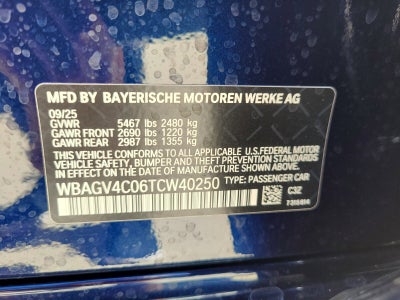 MFD BY BAYERISCHE MOTOREN WERKE AG
09/25
GVWR 5467 lbs 2480 kg
GAWR FRONT 2690 lbs 1220 kg
GAWR REAR 2987 lbs 1355 kg
THIS VEHICLE CONFORMS TO ALL APPLICABLE U.S. FEDERAL MOTOR
VEHICLE SAFETY, BUMPER, AND THEFT PREVENTION STANDARDS
IN EFFECT ON THE DATE OF MANUFACTURE SHOWN ABOVE.
WBAGV4C06TCW40250 TYPE: PASSENGER CAR
C3Z
7315614